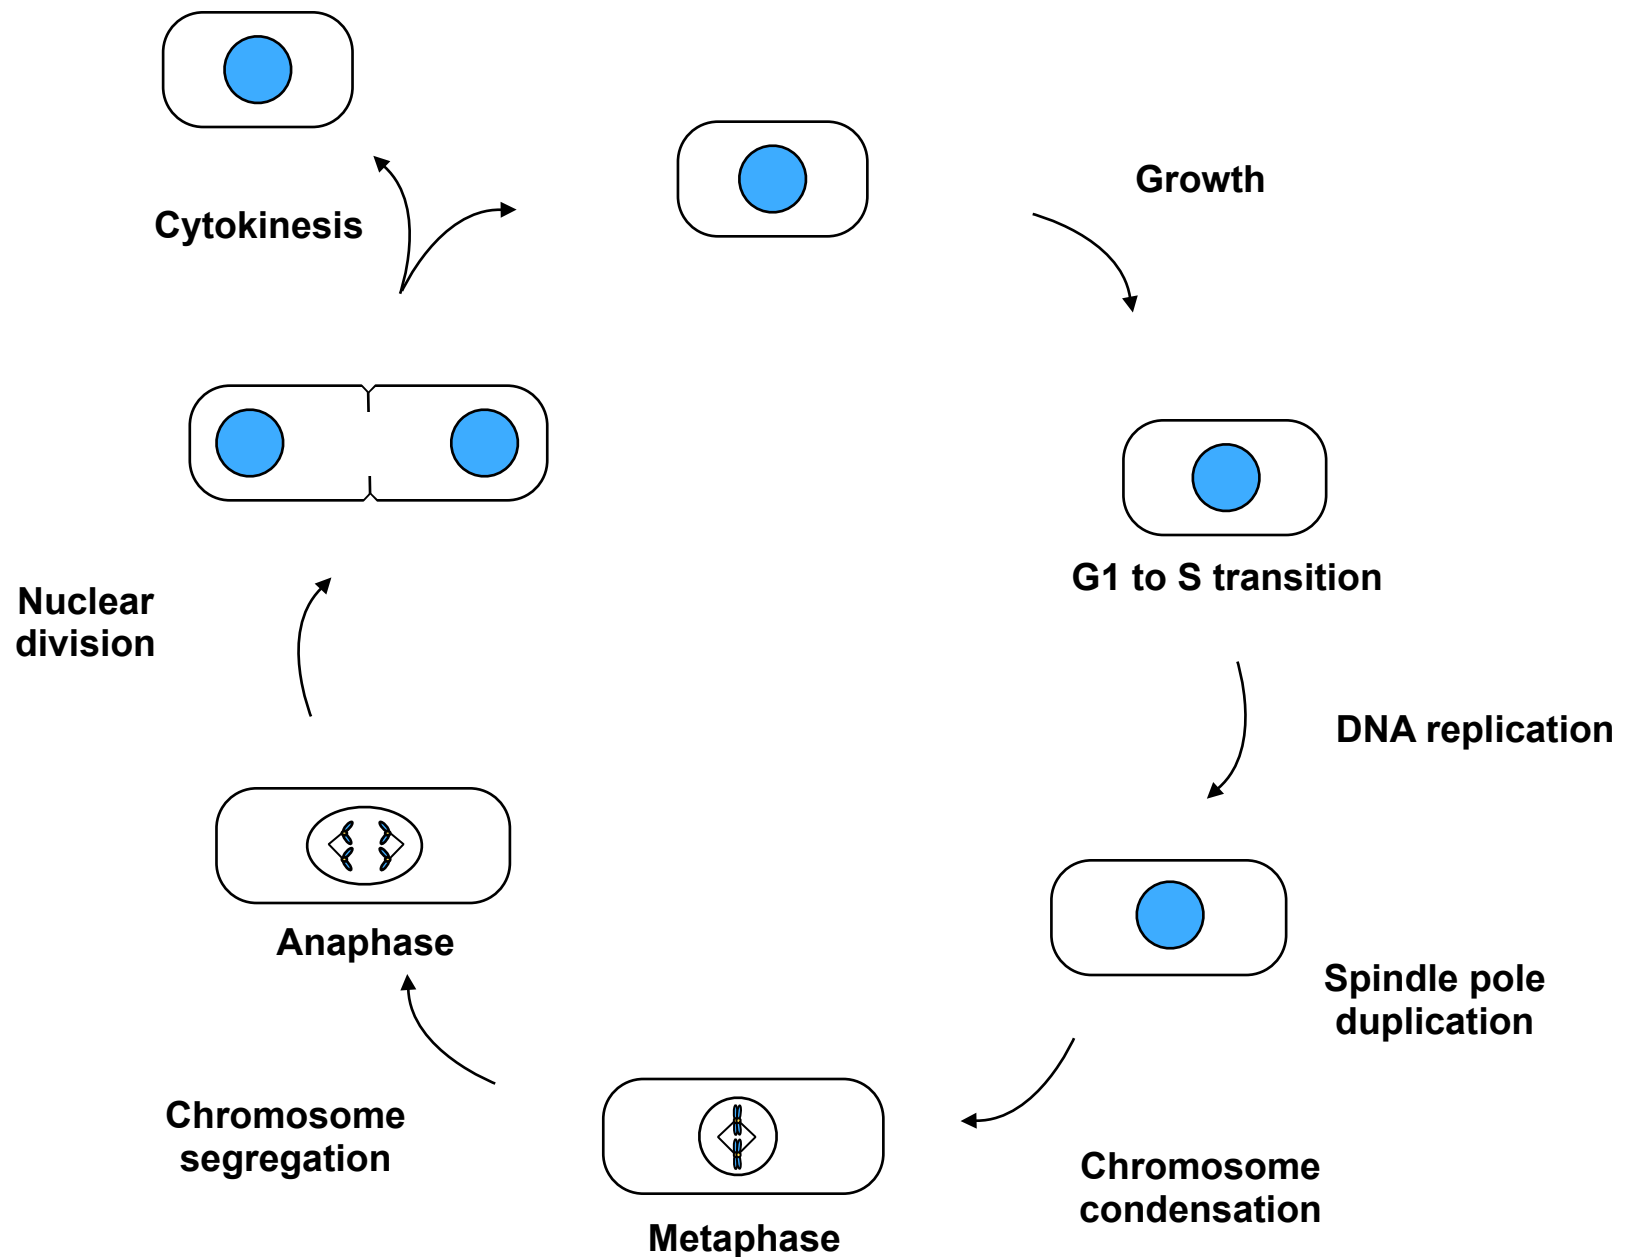 Growth
Cytokinesis
G1 to S transition
Nuclear
division
DNA replication
Anaphase
Spindle pole
duplication
Chromosome
segregation
Chromosome
condensation
Metaphase